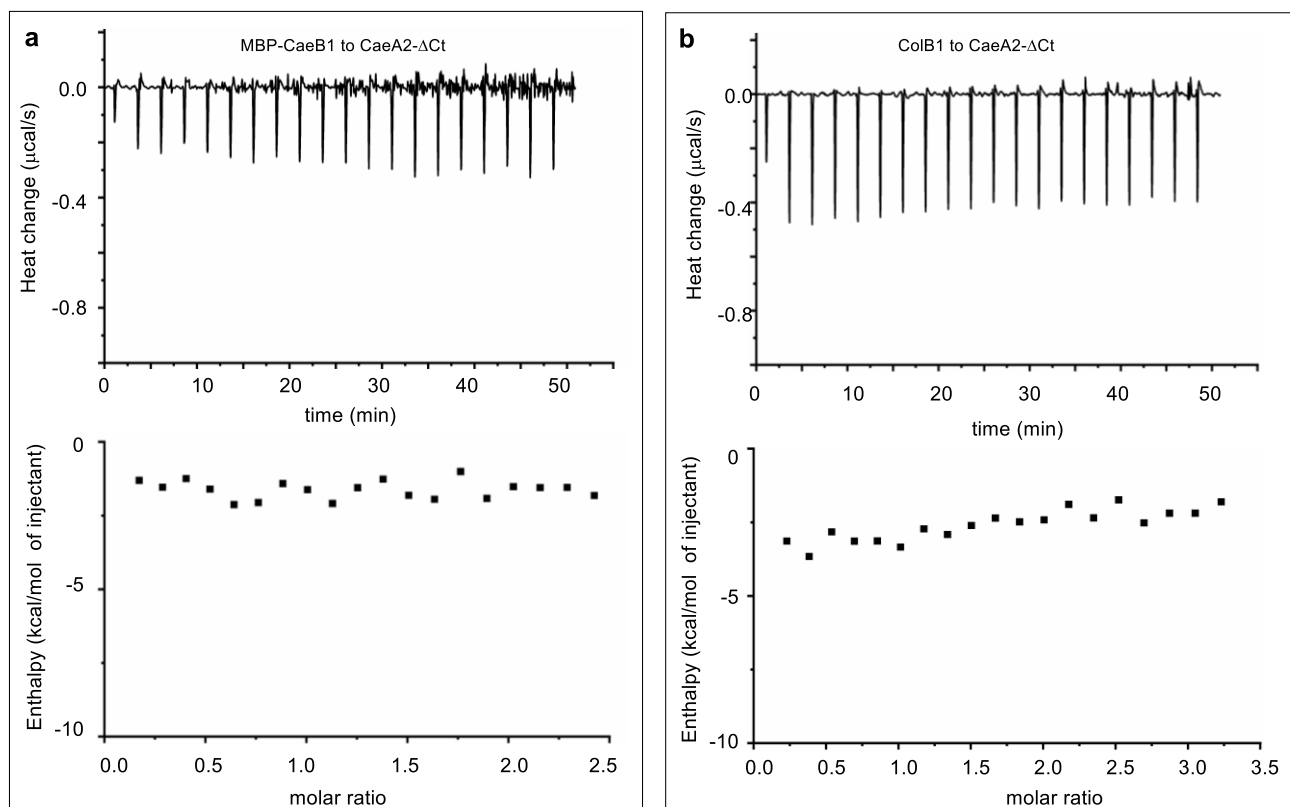 a
MBP-CaeB1 to CaeA2-ΔCt
Heat change (μcal/s)
0.0
-0.4
-0.8
0 10 20 30 40 50
time (min)
Enthalpy (kcal/mol of injectant)
0
-5
-10
0.0 0.5 1.0 1.5 2.0 2.5
molar ratio
b
ColB1 to CaeA2-ΔCt
Heat change (μcal/s)
0.0
-0.4
-0.8
0 10 20 30 40 50
time (min)
Enthalpy (kcal/mol of injectant)
0
-5
-10
0.0 0.5 1.0 1.5 2.0 2.5 3.0 3.5
molar ratio